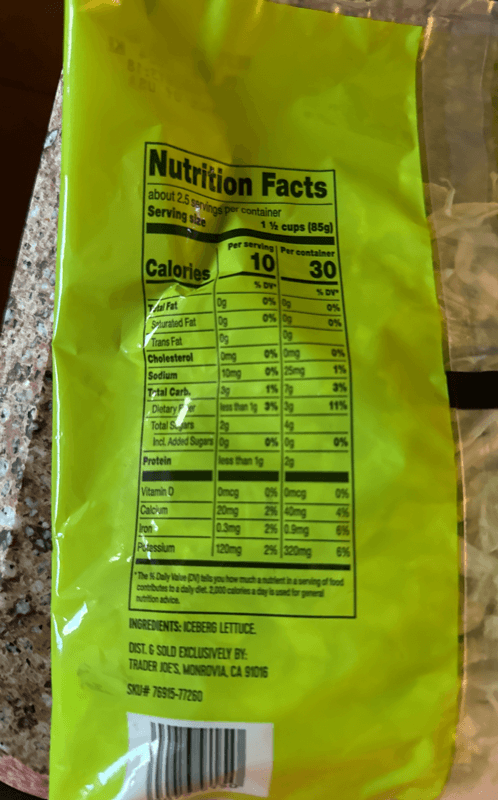 Nutrition Facts
about 2.5 servings per container
Serving size 1 ½ cups (85g)
Per serving Per container
Calories 10 30
% DV* % DV*
Total Fat 0g 0% 0g 0%
Saturated Fat 0g 0% 0g 0%
Trans Fat 0g 0g
Cholesterol 0mg 0% 0mg 0%
Sodium 10mg 0% 25mg 1%
Total Carb. 3g 1% 7g 3%
Dietary Fiber less than 1g 3% 3g 11%
Total Sugars 2g 4g
Incl. Added Sugars 0g 0% 0g 0%
Protein less than 1g 2g
Vitamin D 0mcg 0% 0mcg 0%
Calcium 20mg 2% 40mg 4%
Iron 0.3mg 2% 0.9mg 6%
Potassium 120mg 2% 320mg 6%
*The % Daily Value (DV) tells you how much a nutrient in a serving of food
contributes to a daily diet. 2,000 calories a day is used for general
nutrition advice.
INGREDIENTS: ICEBERG LETTUCE.
DIST. & SOLD EXCLUSIVELY BY:
TRADER JOE'S, MONROVIA, CA 91016
SKU# 76915-77260